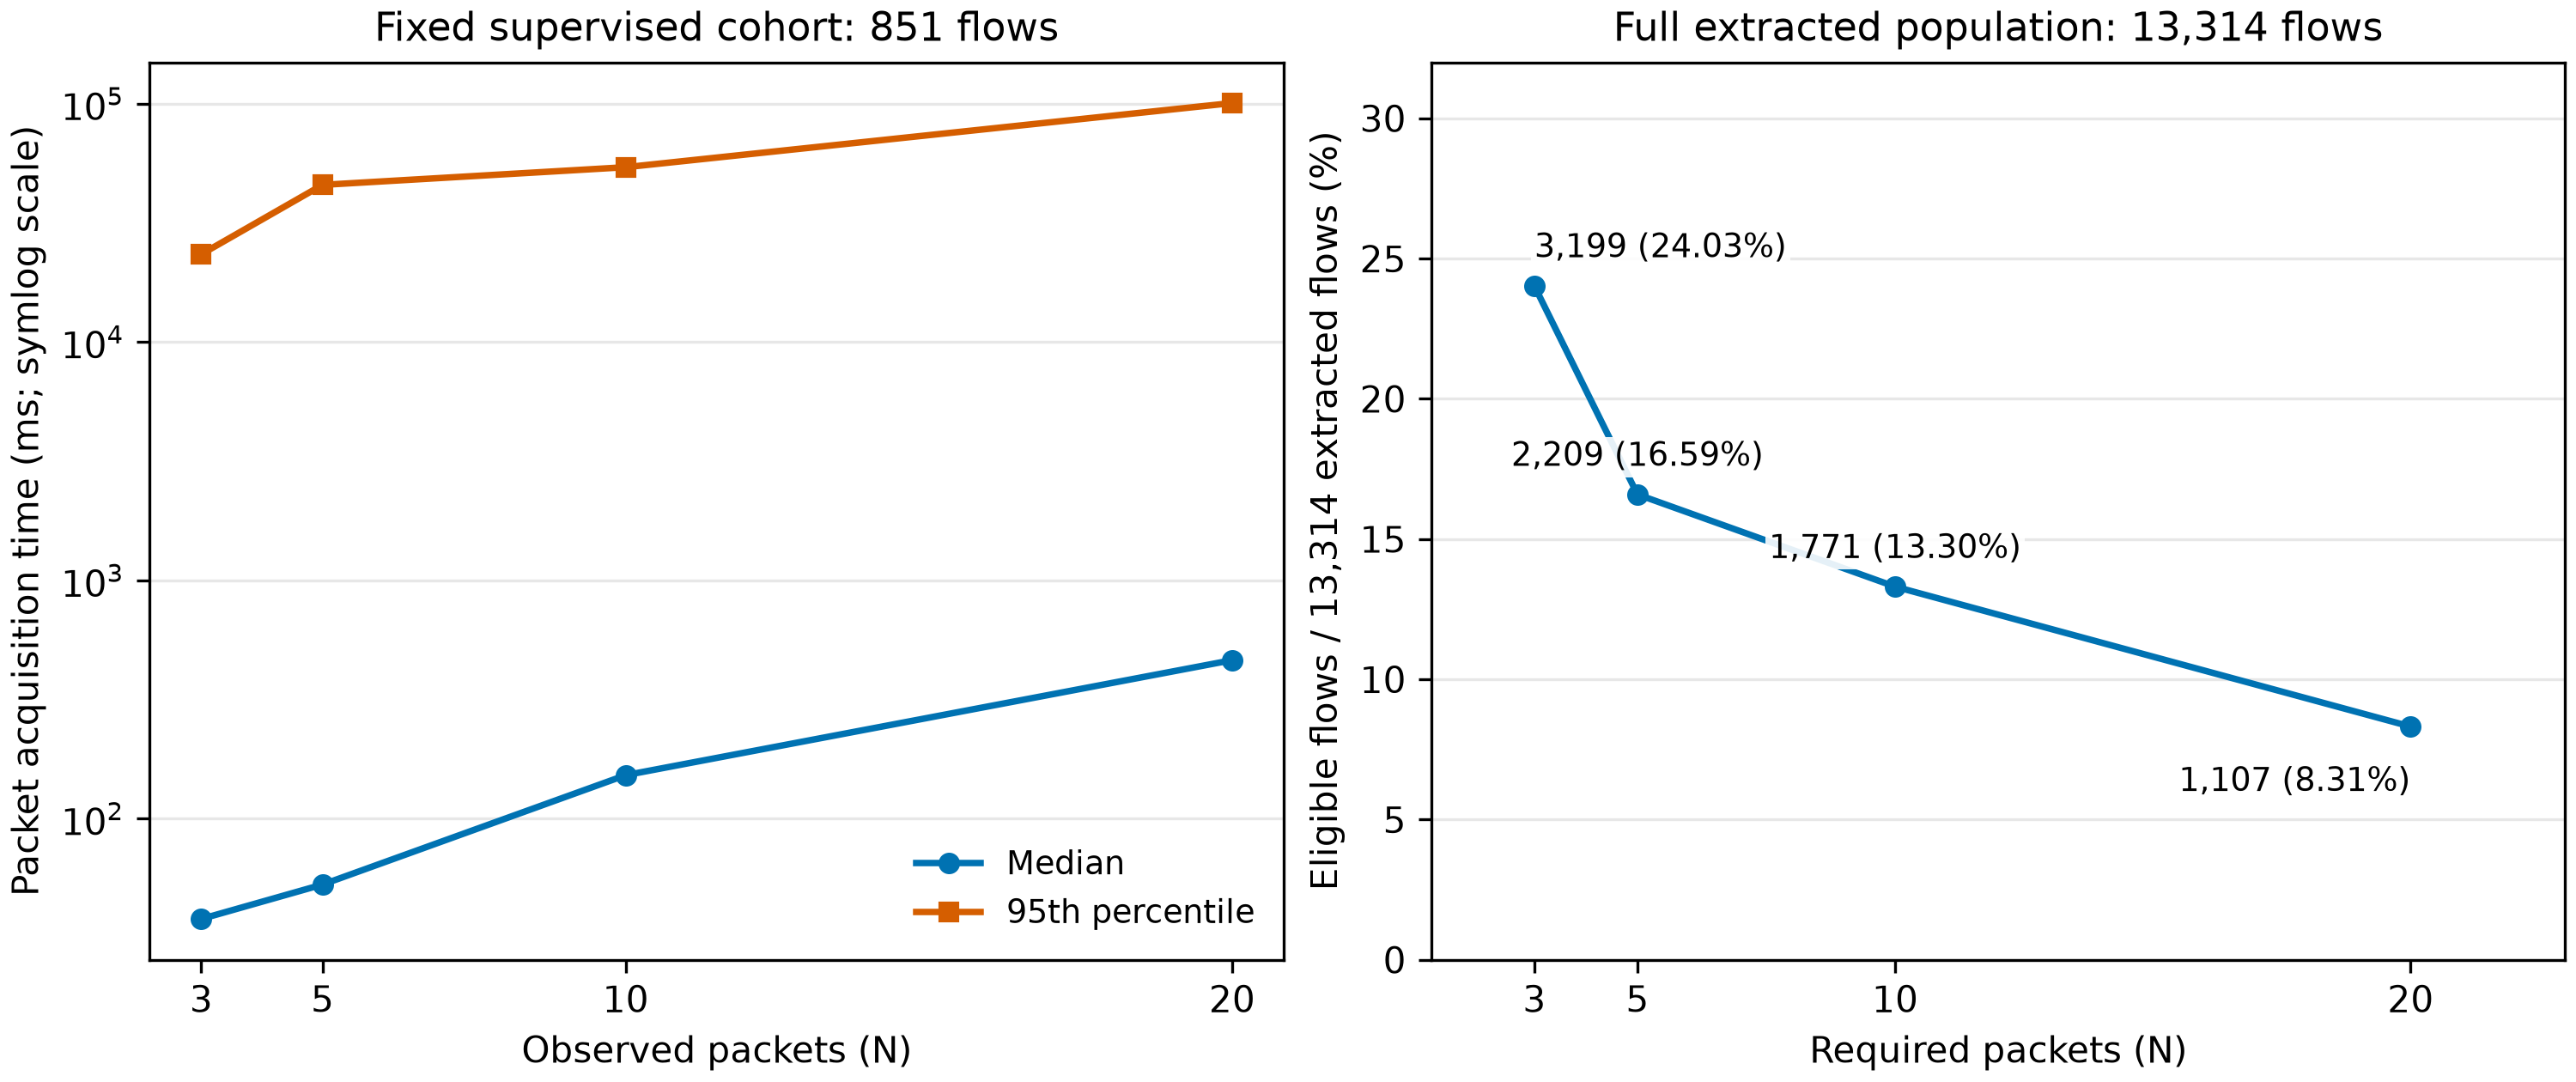 Fixed supervised cohort: 851 flows
Packet acquisition time (ms; symlog scale)
10⁵
10⁴
10³
10²
Median
95th percentile
3 5 10 20
Observed packets (N)
Full extracted population: 13,314 flows
Eligible flows / 13,314 extracted flows (%)
30
25
20
15
10
5
0
3,199 (24.03%)
2,209 (16.59%)
1,771 (13.30%)
1,107 (8.31%)
3 5 10 20
Required packets (N)